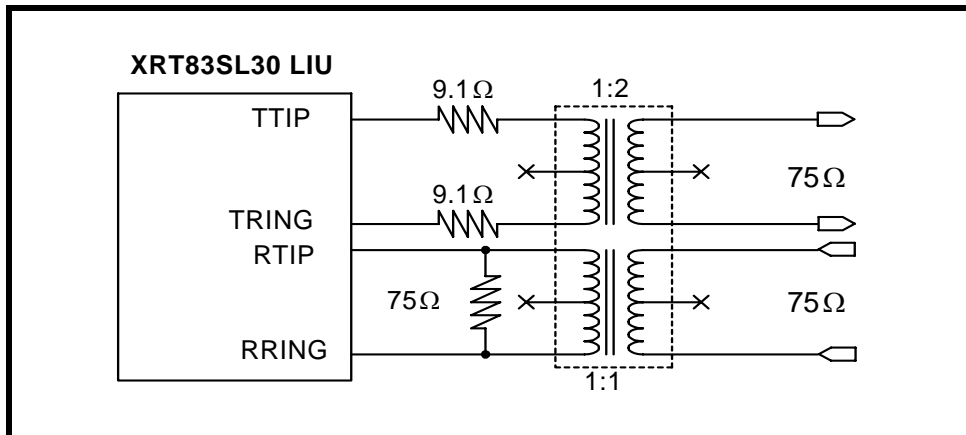 XRT83SL30 LIU
9.1Ω
1:2
TTIP
75Ω
9.1Ω
TRING
RTIP
75Ω
75Ω
RRING
1:1